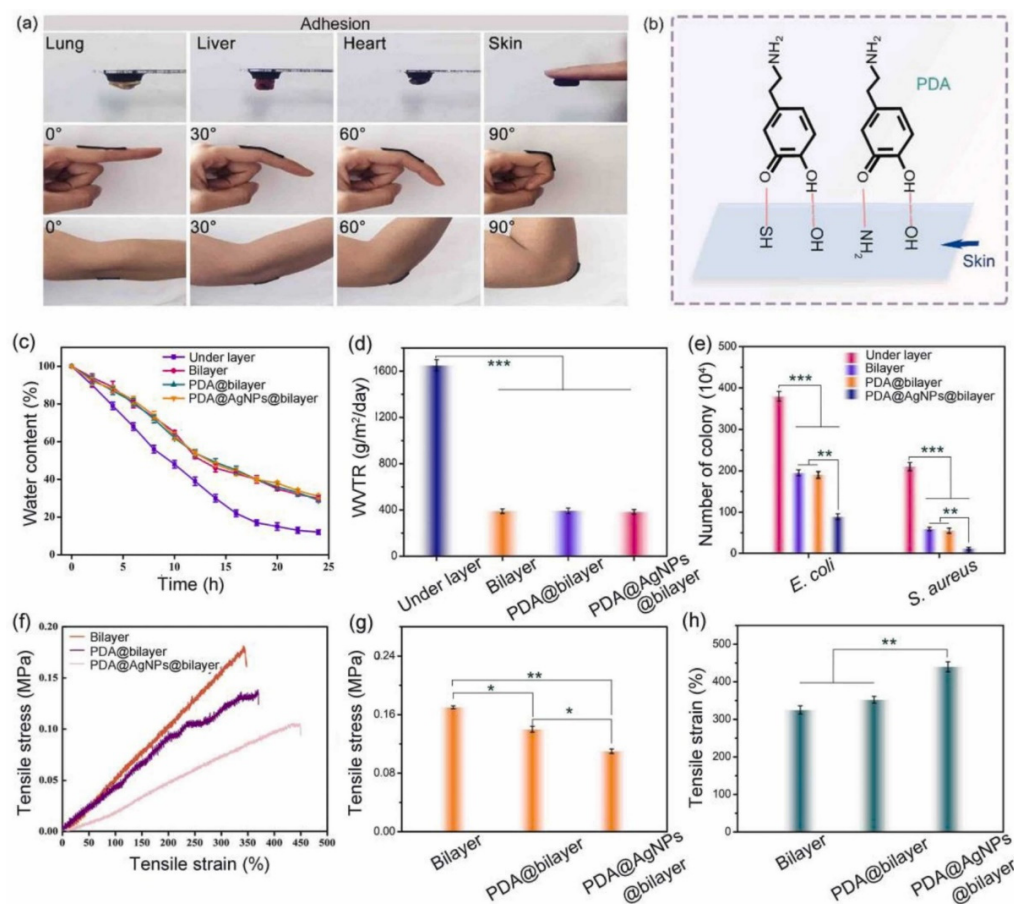 (a)
Adhesion
Lung
Liver
Heart
Skin
0°
30°
60°
90°
0°
30°
60°
90°
(b)
NH2
NH2
PDA
O
OH
O
OH
SH
OH
NH2
OH
Skin
(c)
Under layer
Bilayer
PDA@bilayer
PDA@AgNPs@bilayer
Water content (%)
100
80
60
40
20
0
0
5
10
15
20
25
Time (h)
(d)
***
WVTR (g/m²/day)
1600
1200
800
400
0
Under layer
Bilayer
PDA@bilayer
PDA@AgNPs
@bilayer
(e)
Under layer
Bilayer
PDA@bilayer
PDA@AgNPs@bilayer
Number of colony (10⁴)
500
400
300
200
100
0
***
**
***
**
E. coli
S. aureus
(f)
Bilayer
PDA@bilayer
PDA@AgNPs@bilayer
Tensile stress (MPa)
0.20
0.15
0.10
0.05
0.00
0
50
100
150
200
250
300
350
400
450
500
Tensile strain (%)
(g)
Tensile stress (MPa)
0.24
0.16
0.08
0.00
**
*
*
Bilayer
PDA@bilayer
PDA@AgNPs
@bilayer
(h)
Tensile strain (%)
500
400
300
200
100
0
**
Bilayer
PDA@bilayer
PDA@AgNPs
@bilayer